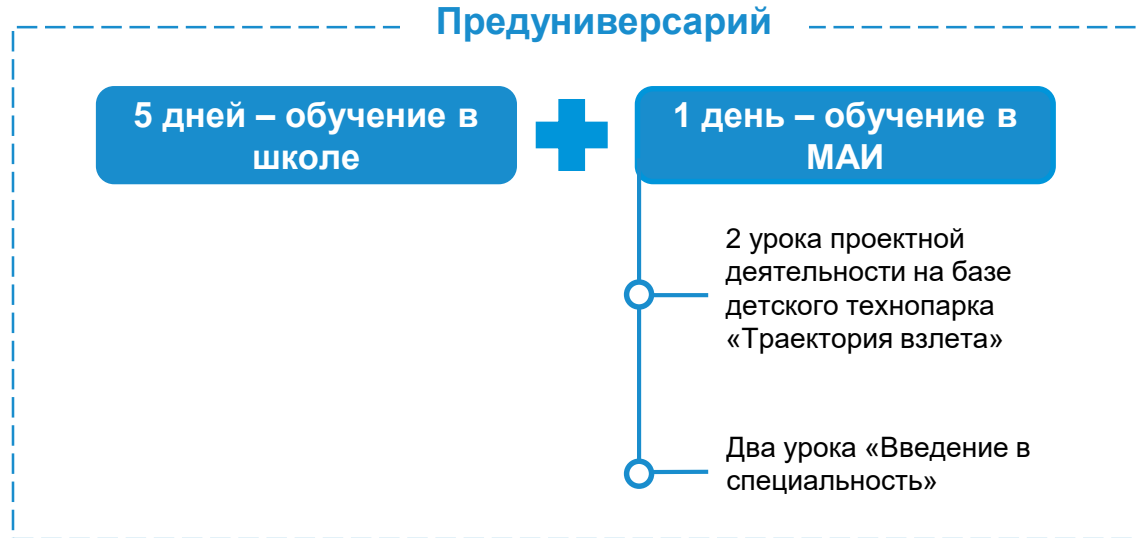 Предуниверсарий
5 дней – обучение в
школе
1 день – обучение в
МАИ
2 урока проектной
деятельности на базе
детского технопарка
«Траектория взлета»
Два урока «Введение в
специальность»